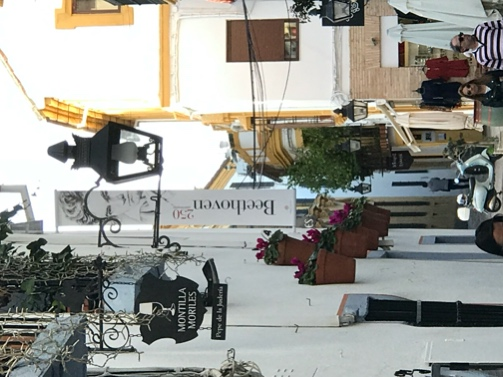 Beethoven
250
MONTILLA
MORILES
Pepe de la Judería